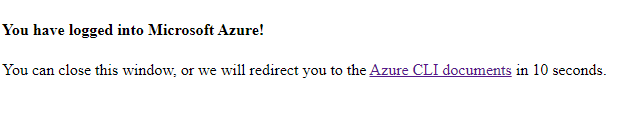 You have logged into Microsoft Azure!
You can close this window, or we will redirect you to the Azure CLI documents in 10 seconds.